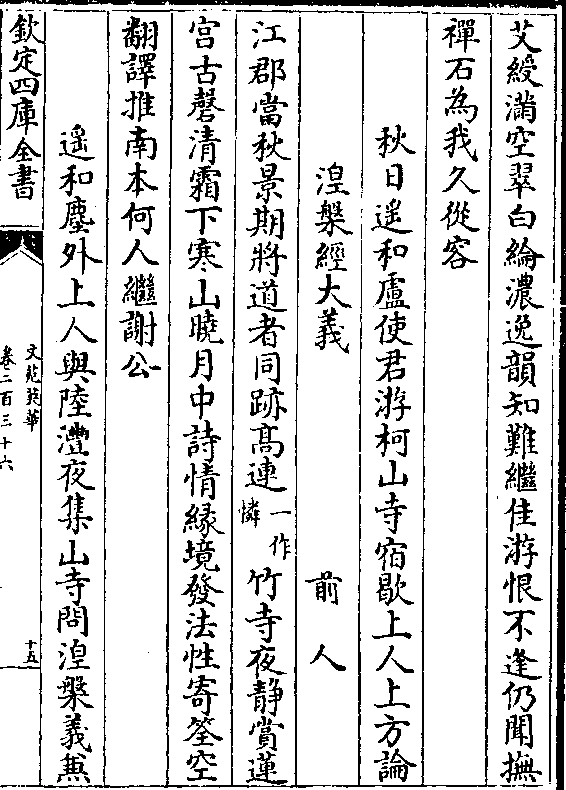 艾綬滿空翠白綸濃逸韻知難繼佳游恨不逢仍聞撫
禪石為我久從容
秋日遥和盧使君游柯山寺宿歇上人上方論
湼槃經大義
前人
江郡當秋景期將道者同跡髙連一作憐竹寺夜靜賞蓮
宫古磬清霜下寒山曉月中詩情縁境發法性寄筌空
翻譯推南本何人繼謝公
遥和塵外上人與陸灃夜集山寺問湼槃義兼
欽定四庫全書
文苑英華
卷二百三十六
十五